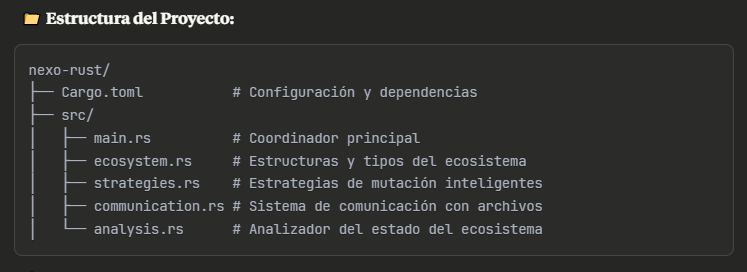 📁 Estructura del Proyecto:
nexo-rust/
├── Cargo.toml           # Configuración y dependencias
├── src/
│   ├── main.rs          # Coordinador principal
│   ├── ecosystem.rs     # Estructuras y tipos del ecosistema
│   ├── strategies.rs    # Estrategias de mutación inteligentes
│   ├── communication.rs # Sistema de comunicación con archivos
│   └── analysis.rs      # Analizador del estado del ecosistema